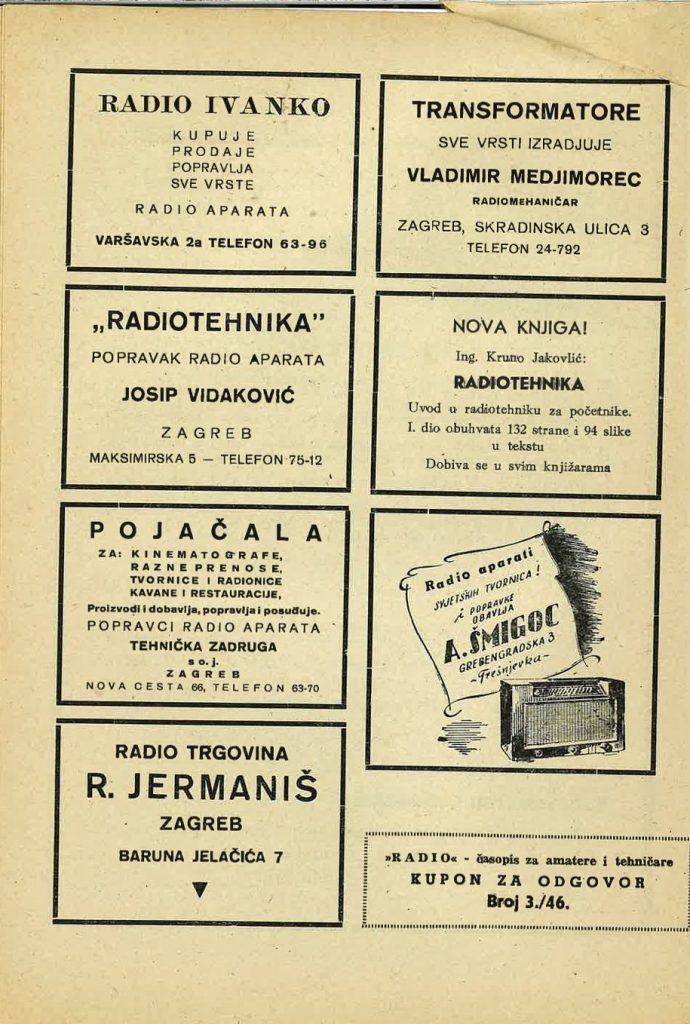 RADIO IVANKO
KUPUJE
PRODAJE
POPRAVLJA
SVE VRSTE
RADIO APARATA
VARŠAVSKA 2a TELEFON 63-96
TRANSFORMATORE
SVE VRSTI IZRADJUJE
VLADIMIR MEDJIMOREC
RADIOMEHANIČAR
ZAGREB, SKRADINSKA ULICA 3
TELEFON 24-792
„RADIOTEHNIKA”
POPRAVAK RADIO APARATA
JOSIP VIDAKOVIĆ
ZAGREB
MAKSIMIRSKA 5 — TELEFON 75-12
NOVA KNJIGA!
Ing. Kruno Jakovlić:
RADIOTEHNIKA
Uvod u radiotehniku za početnike.
I. dio obuhvata 132 strane i 94 slike
u tekstu
Dobiva se u svim knjižarama
POJAČALA
ZA: KINEMATOGRAFE,
RAZNE PRENOSE,
TVORNICE I RADIONICE
KAVANE I RESTAURACIJE,
Proizvodi i dobavlja, popravlja i posuđuje.
POPRAVCI RADIO APARATA
TEHNIČKA ZADRUGA
s o. j.
ZAGREB
NOVA CESTA 66, TELEFON 63-70
Radio aparati
SVJETSKIH TVORNICA!
i POPRAVKE
OBAVLJA
A. ŠMIGOC
GREBENGRADSKA 3
- Trešnjevka -
RADIO TRGOVINA
R. JERMANIŠ
ZAGREB
BARUNA JELAČIĆA 7
»RADIO« - časopis za amatere i tehničare
KUPON ZA ODGOVOR
Broj 3./46.